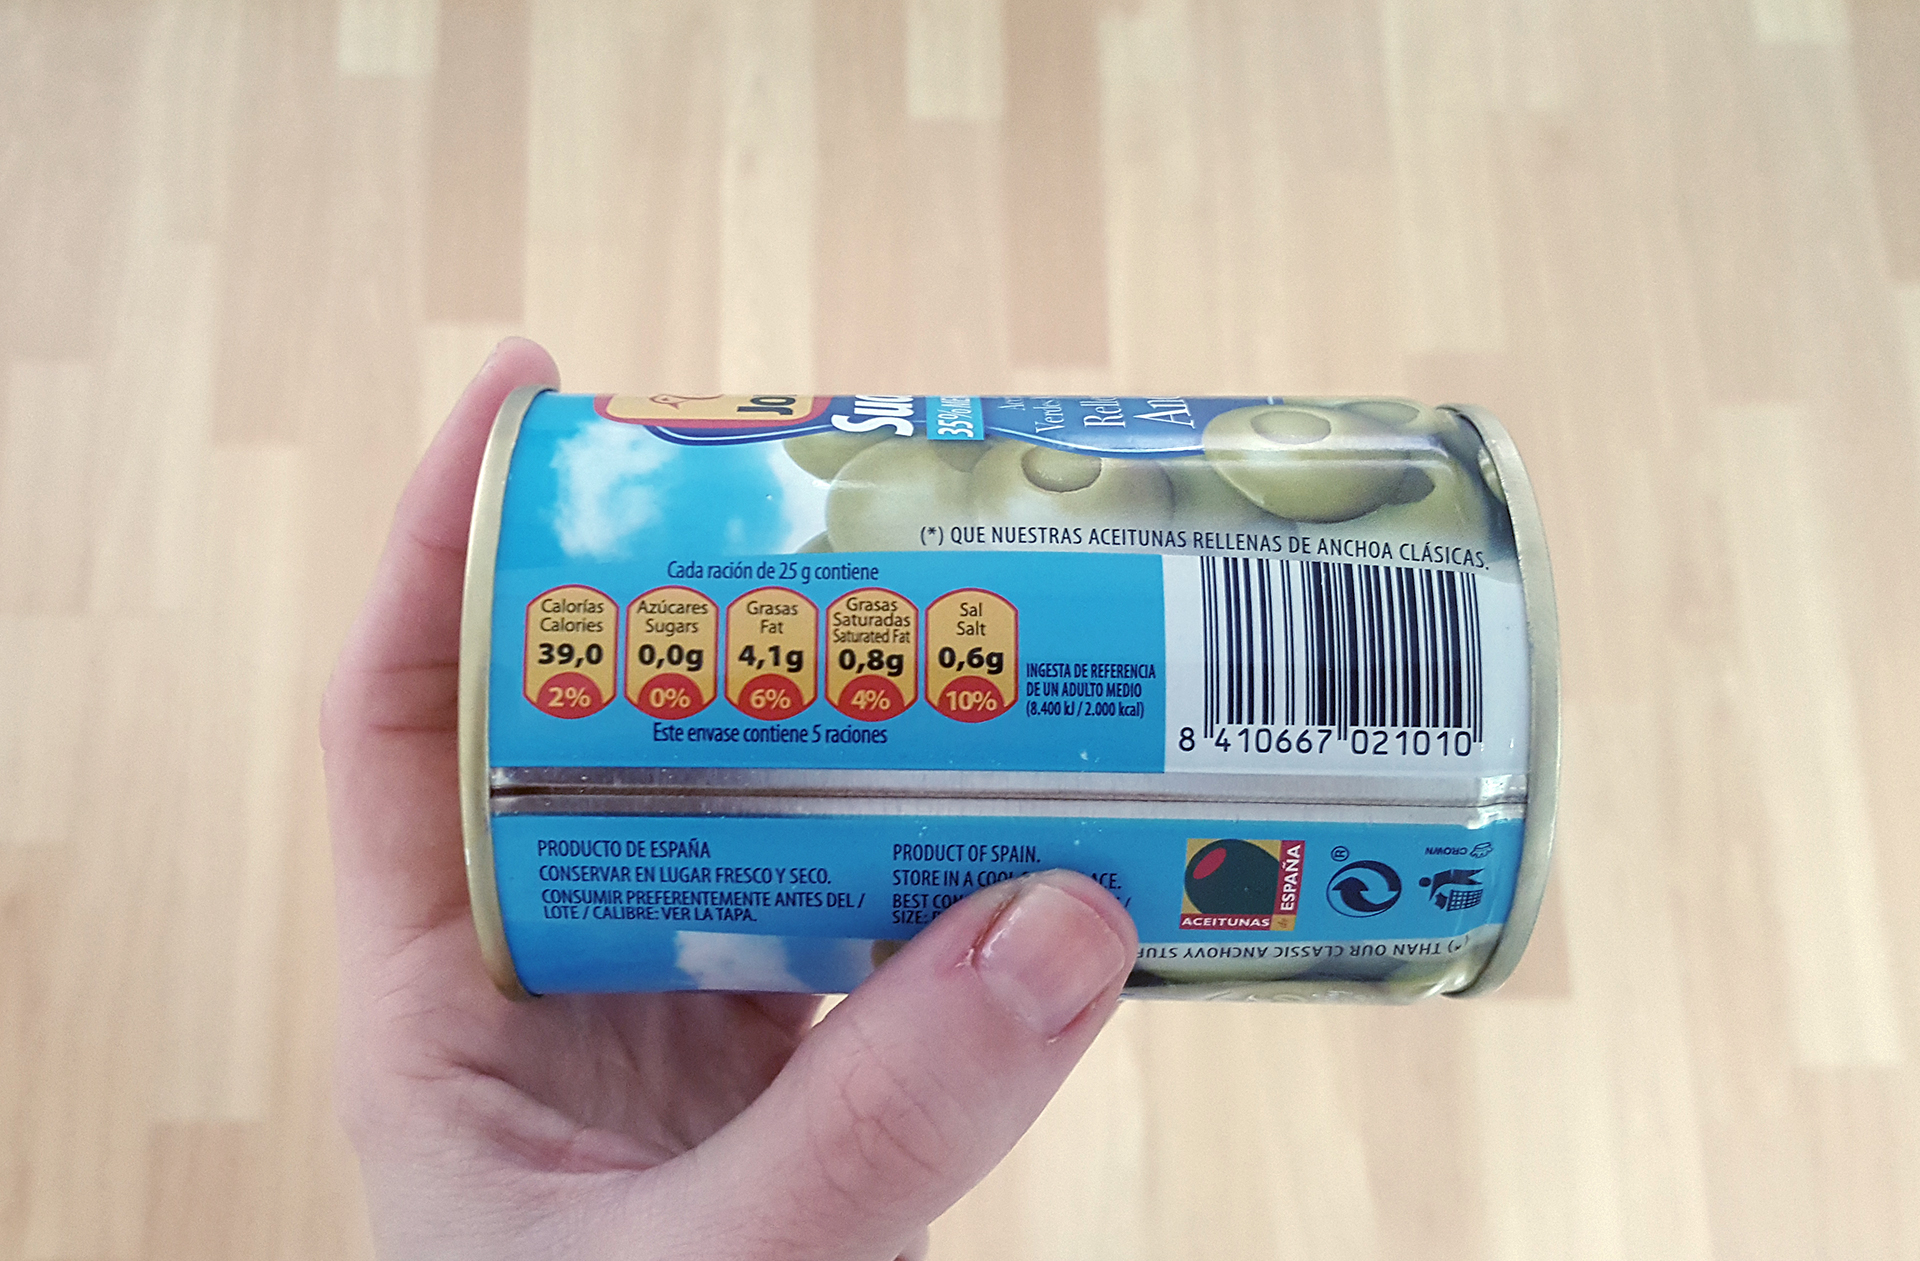 Jo
Su
35%
Verdes
Rell
An
(*) QUE NUESTRAS ACEITUNAS RELLENAS DE ANCHOA CLÁSICAS.
Cada ración de 25 g contiene
Calorías
Calories
39,0
2%
Azúcares
Sugars
0,0g
0%
Grasas
Fat
4,1g
6%
Grasas
Saturadas
Saturated Fat
0,8g
4%
Sal
Salt
0,6g
10%
INGESTA DE REFERENCIA
DE UN ADULTO MEDIO
(8.400 kJ / 2.000 kcal)
Este envase contiene 5 raciones
8 410667 021010
PRODUCTO DE ESPAÑA
CONSERVAR EN LUGAR FRESCO Y SECO.
CONSUMIR PREFERENTEMENTE ANTES DEL /
LOTE / CALIBRE: VER LA TAPA.
PRODUCT OF SPAIN.
STORE IN A
BEST
SIZE:
ACEITUNAS de ESPAÑA
®
CROWN
(*) THAN OUR CLASSIC ANCHOVY STUF